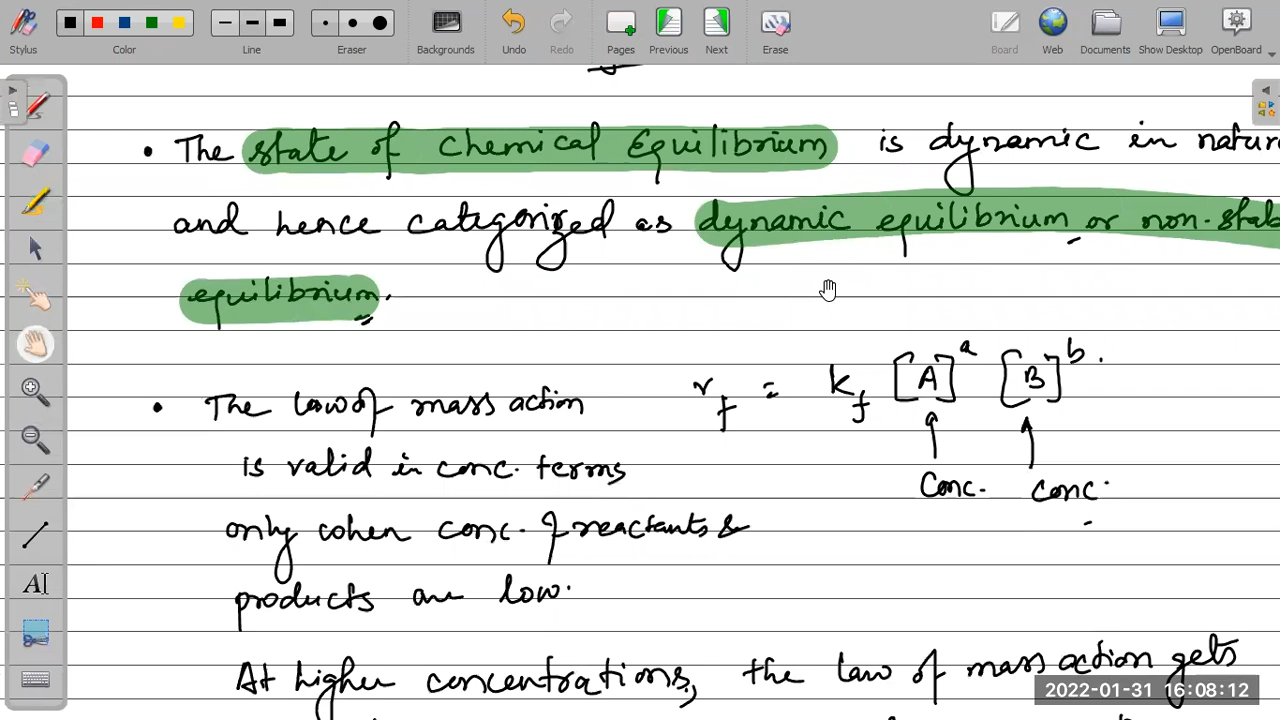 Stylus Color Line Eraser Backgrounds Undo Redo Pages Previous Next Erase Board Web Documents Show Desktop OpenBoard
• The state of chemical Equilibrium is dynamic in natur
and hence categorized as dynamic equilibrium or non-stab
equilibrium.
• The law of mass action
is valid in conc. terms
only when conc. of reactants &
products are low.
r_f = k_f [A]^a [B]^b.
Conc. Conc.
At higher concentrations, the law of mass action gets
2022-01-31 16:08:12